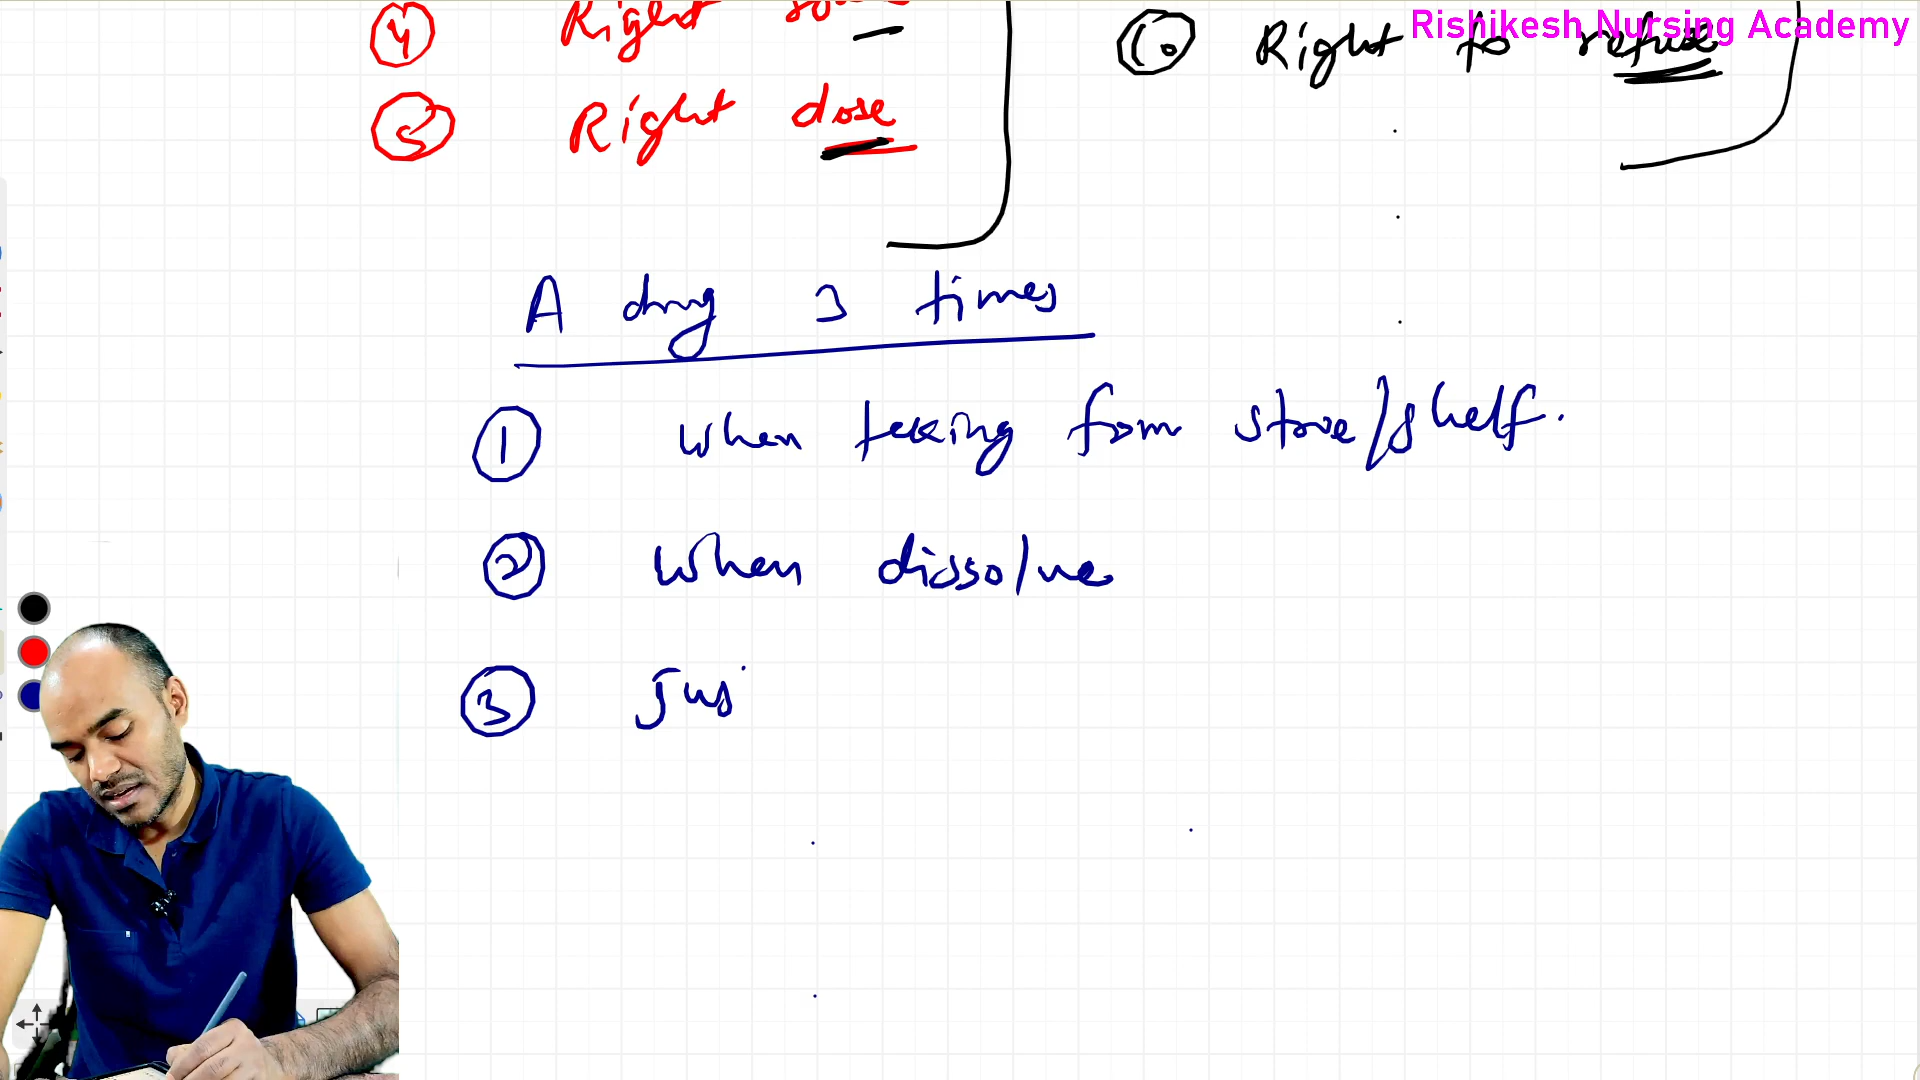 Rishikesh Nursing Academy
4 Right
5 Right dose
10 Right to refuse
A drug 3 times
1 when taking from store/shelf.
2 when dissolve
3 jus